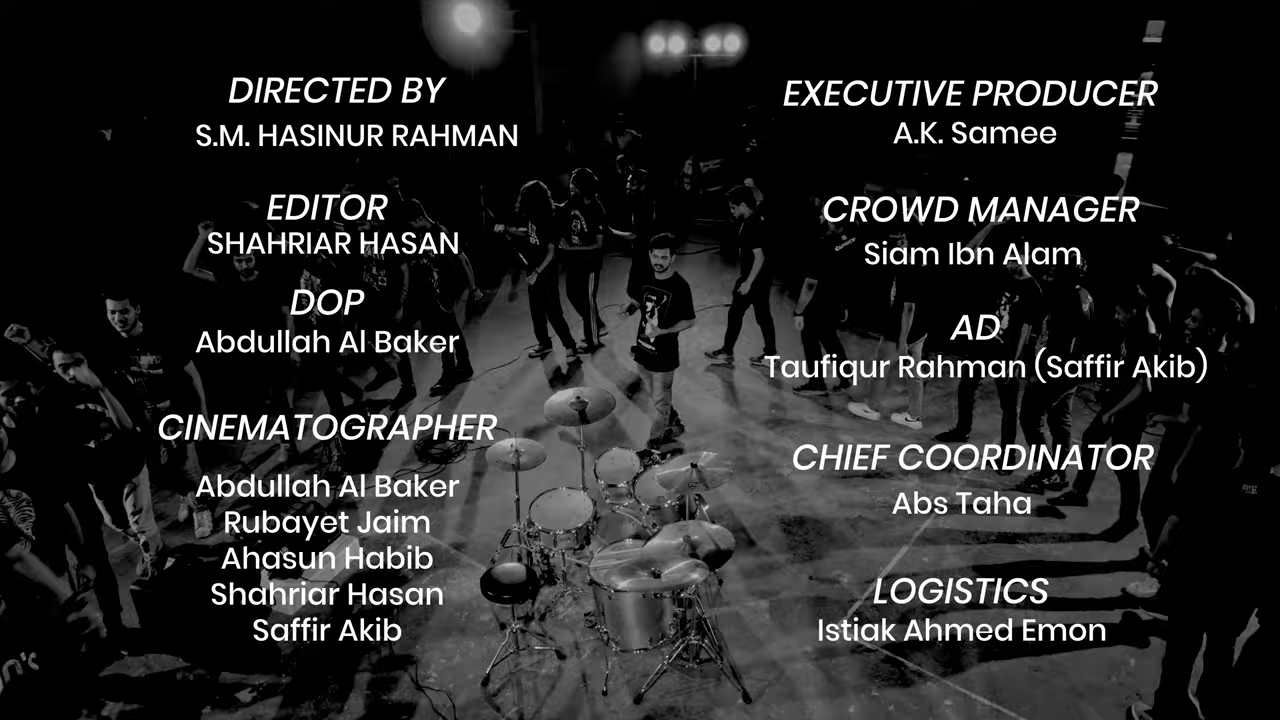 DIRECTED BY
S.M. HASINUR RAHMAN
EDITOR
SHAHRIAR HASAN
DOP
Abdullah Al Baker
CINEMATOGRAPHER
Abdullah Al Baker
Rubayet Jaim
Ahasun Habib
Shahriar Hasan
Saffir Akib
EXECUTIVE PRODUCER
A.K. Samee
CROWD MANAGER
Siam Ibn Alam
AD
Taufiqur Rahman (Saffir Akib)
CHIEF COORDINATOR
Abs Taha
LOGISTICS
Istiak Ahmed Emon